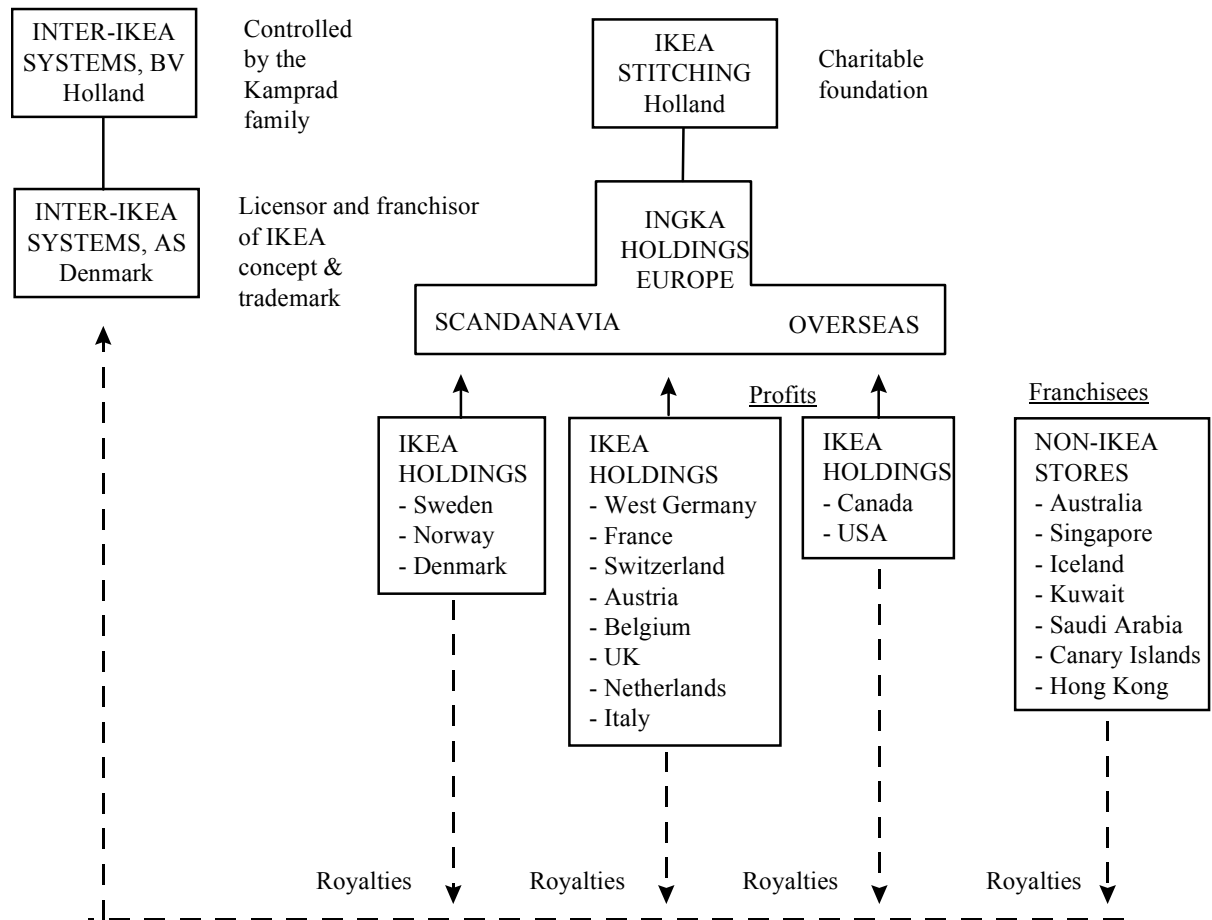 INTER-IKEA
SYSTEMS, BV
Holland
Controlled
by the
Kamprad
family
IKEA
STITCHING
Holland
Charitable
foundation
INTER-IKEA
SYSTEMS, AS
Denmark
Licensor and franchisor
of IKEA
concept &
trademark
INGKA
HOLDINGS
EUROPE
SCANDANAVIA
OVERSEAS
Profits
Franchisees
IKEA
HOLDINGS
- Sweden
- Norway
- Denmark
IKEA
HOLDINGS
- West Germany
- France
- Switzerland
- Austria
- Belgium
- UK
- Netherlands
- Italy
IKEA
HOLDINGS
- Canada
- USA
NON-IKEA
STORES
- Australia
- Singapore
- Iceland
- Kuwait
- Saudi Arabia
- Canary Islands
- Hong Kong
Royalties
Royalties
Royalties
Royalties